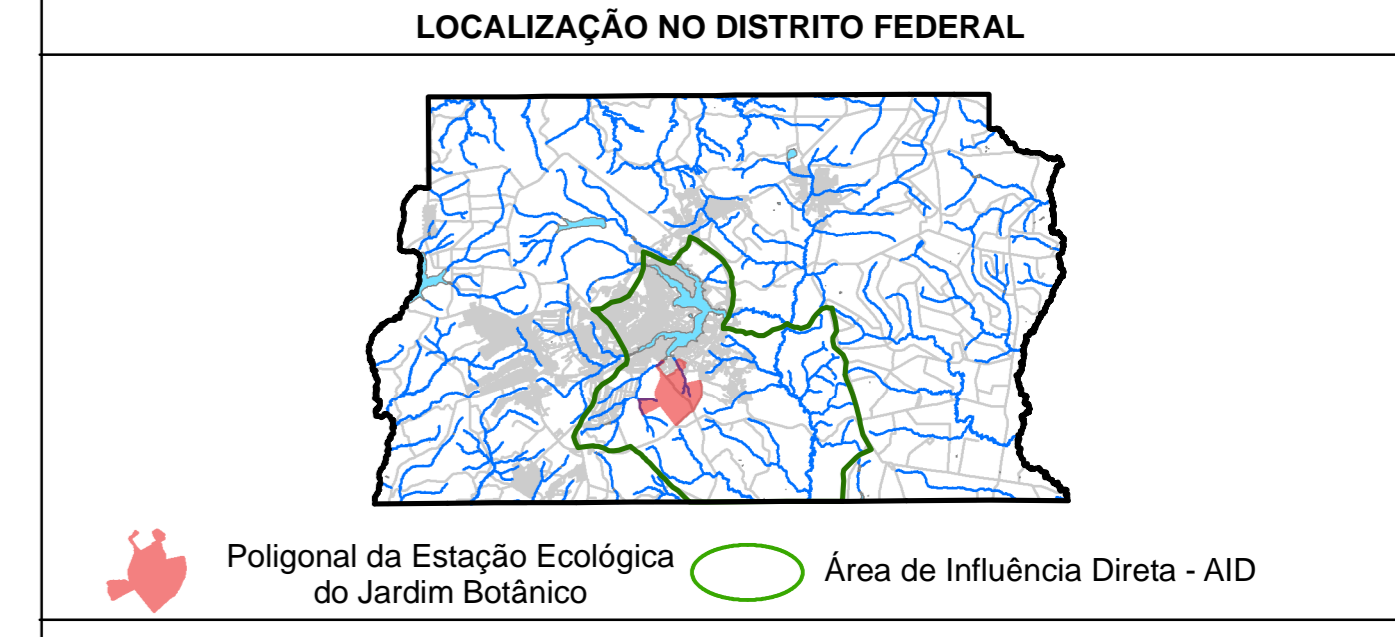 LOCALIZAÇÃO NO DISTRITO FEDERAL
Poligonal da Estação Ecológica
do Jardim Botânico
Área de Influência Direta - AID